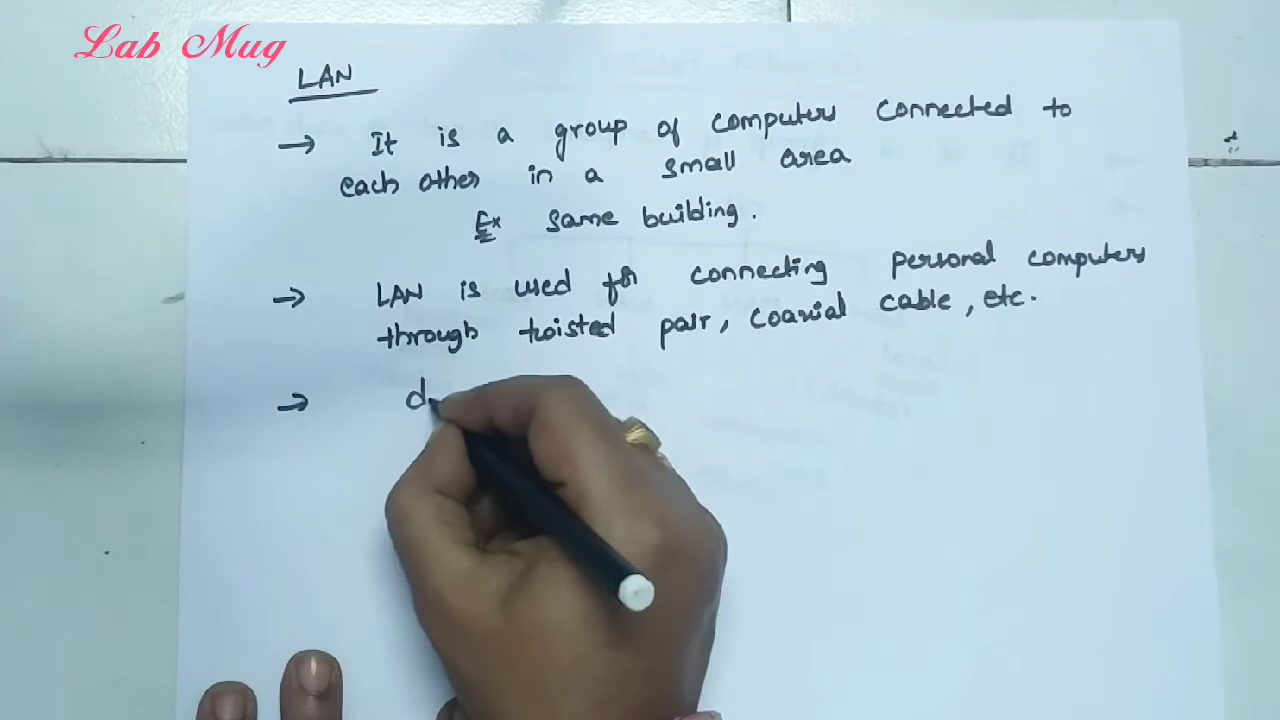 Lab Mug
LAN
→ It is a group of computers connected to
each other in a small area
Ex same building.
→ LAN is used for connecting personal computers
through twisted pair, coaxial cable, etc.
→ d